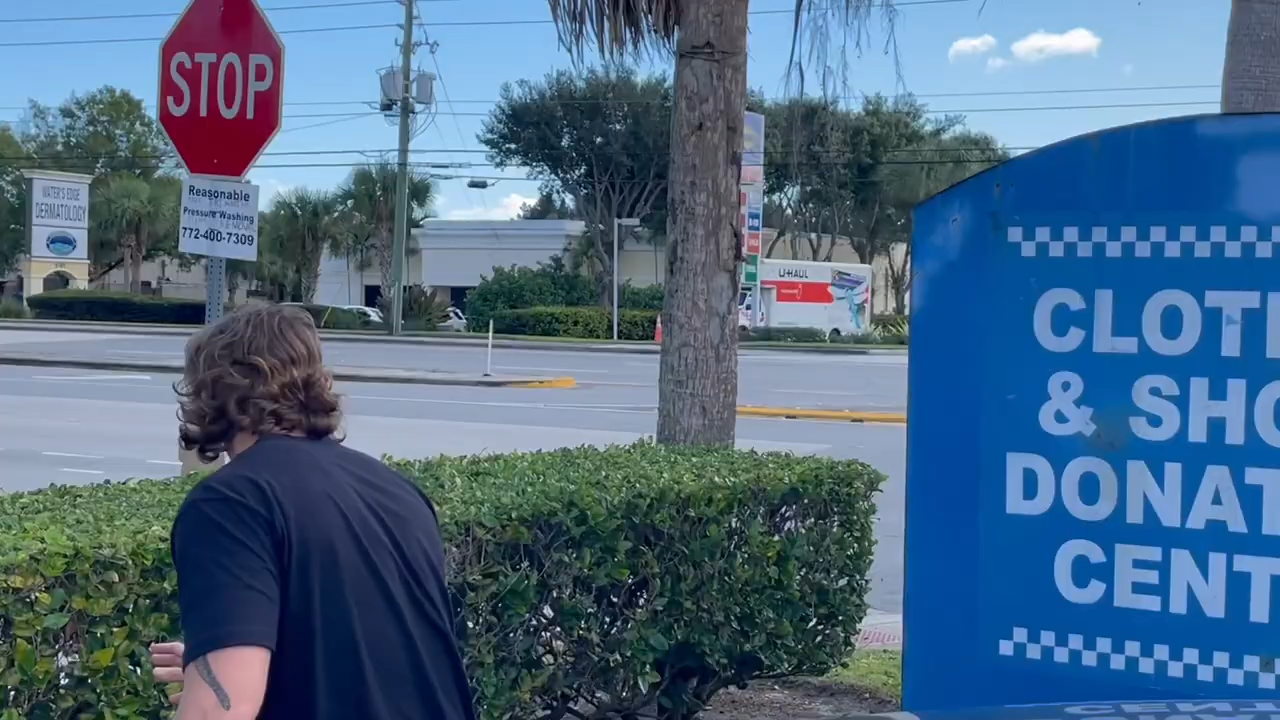 STOP
Reasonable
Pressure Washing
772-400-7309
WATER'S EDGE
DERMATOLOGY
U-HAUL
CLOT
& SHO
DONAT
CENT